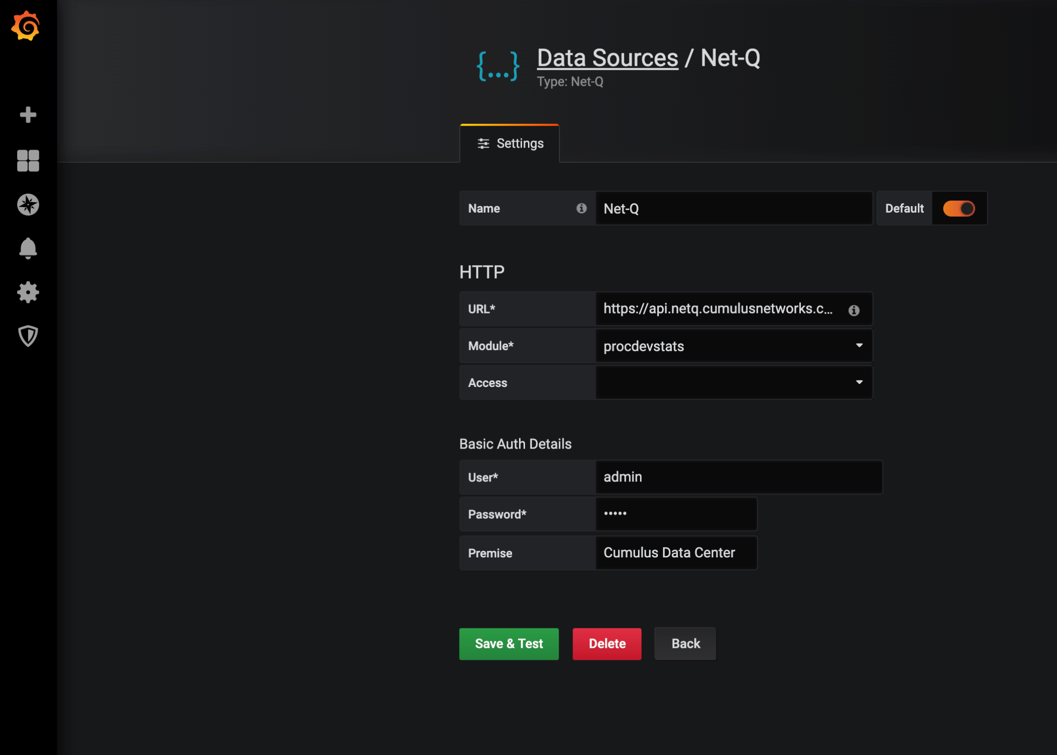 {...} Data Sources / Net-Q
Type: Net-Q
Settings
Name Net-Q Default
HTTP
URL* https://api.netq.cumulusnetworks.c...
Module* procdevstats
Access
Basic Auth Details
User* admin
Password* •••••
Premise Cumulus Data Center
Save & Test Delete Back